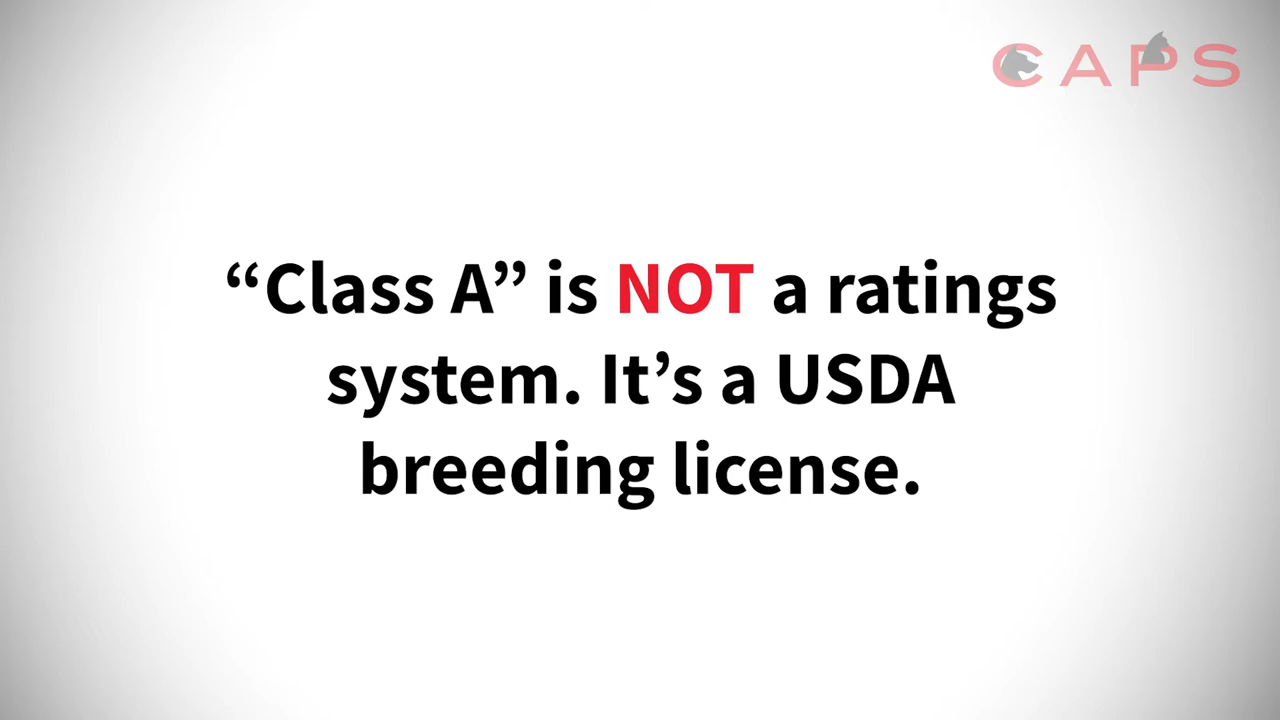 CAPS
“Class A” is NOT a ratings
system. It’s a USDA
breeding license.